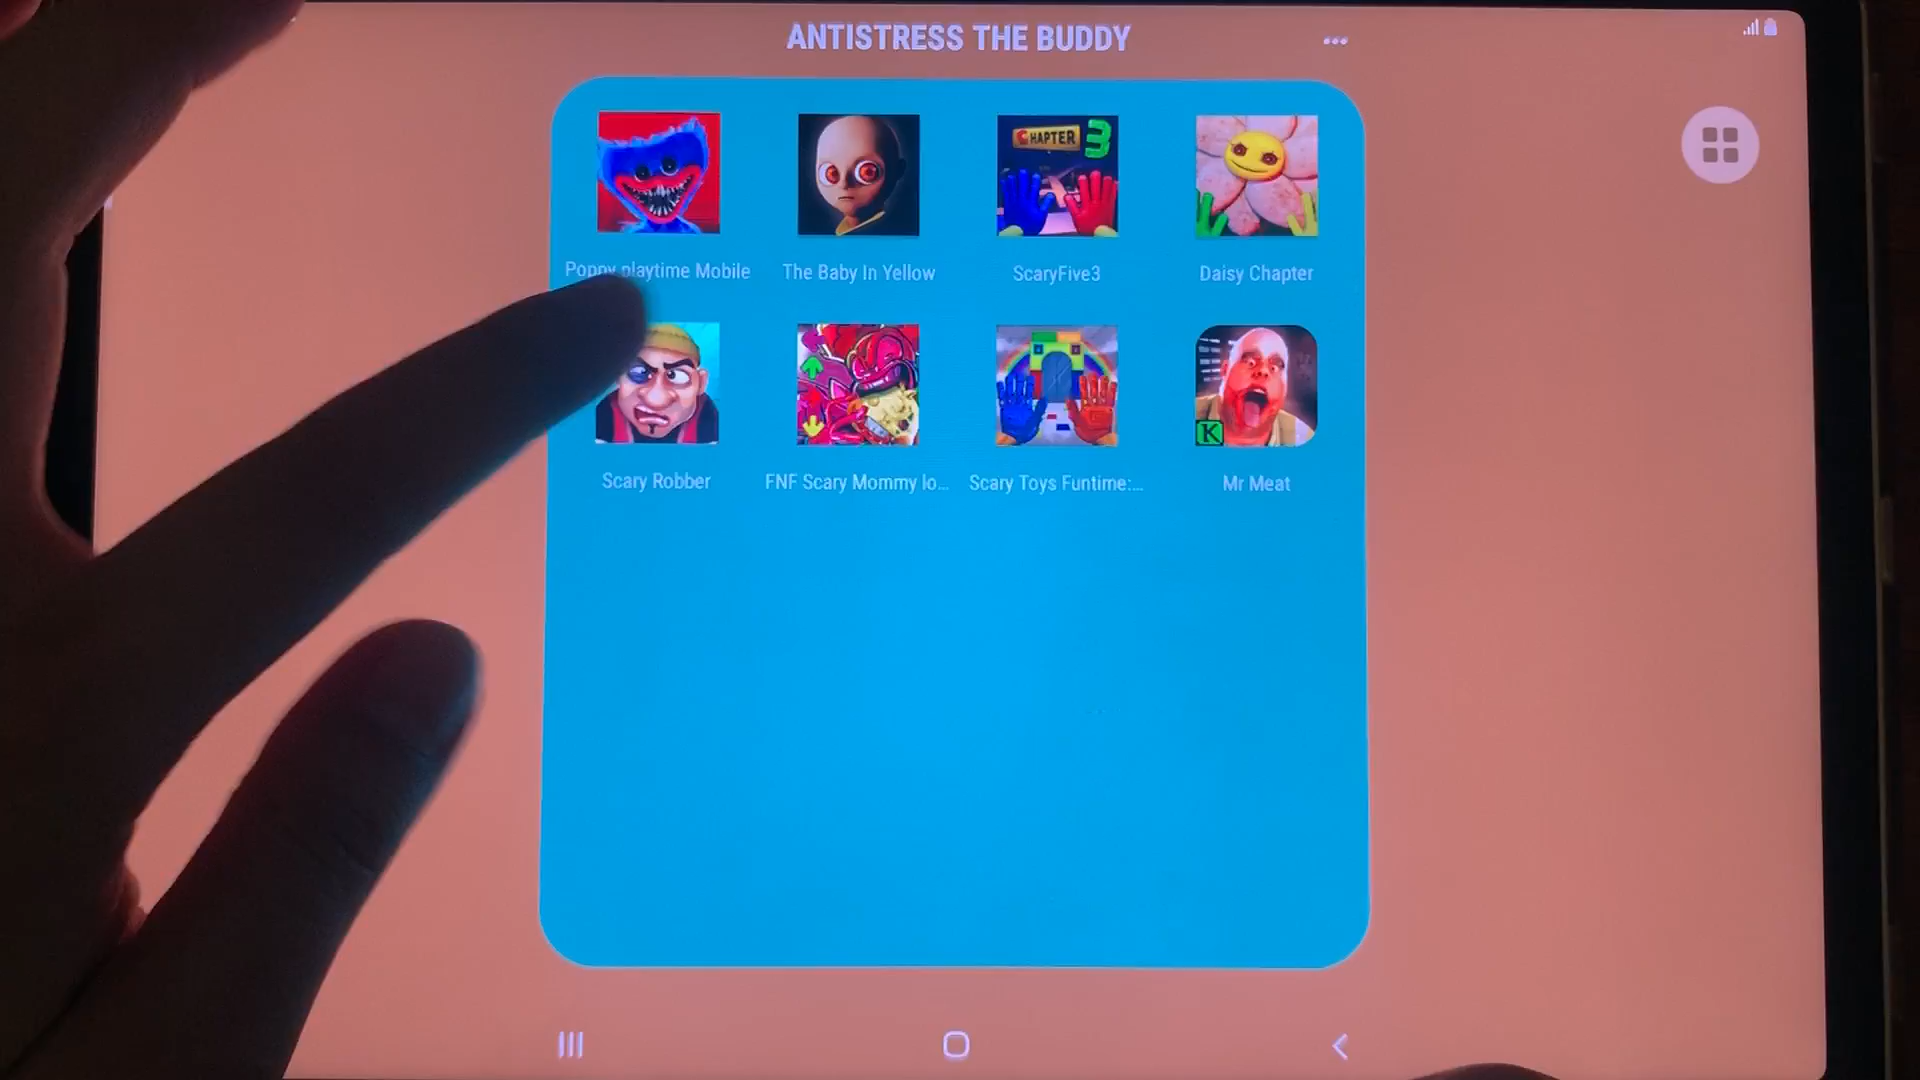 ANTISTRESS THE BUDDY
CHAPTER 3
Poppy playtime Mobile
The Baby In Yellow
ScaryFive3
Daisy Chapter
K
Scary Robber
FNF Scary Mommy lo...
Scary Toys Funtime:...
Mr Meat